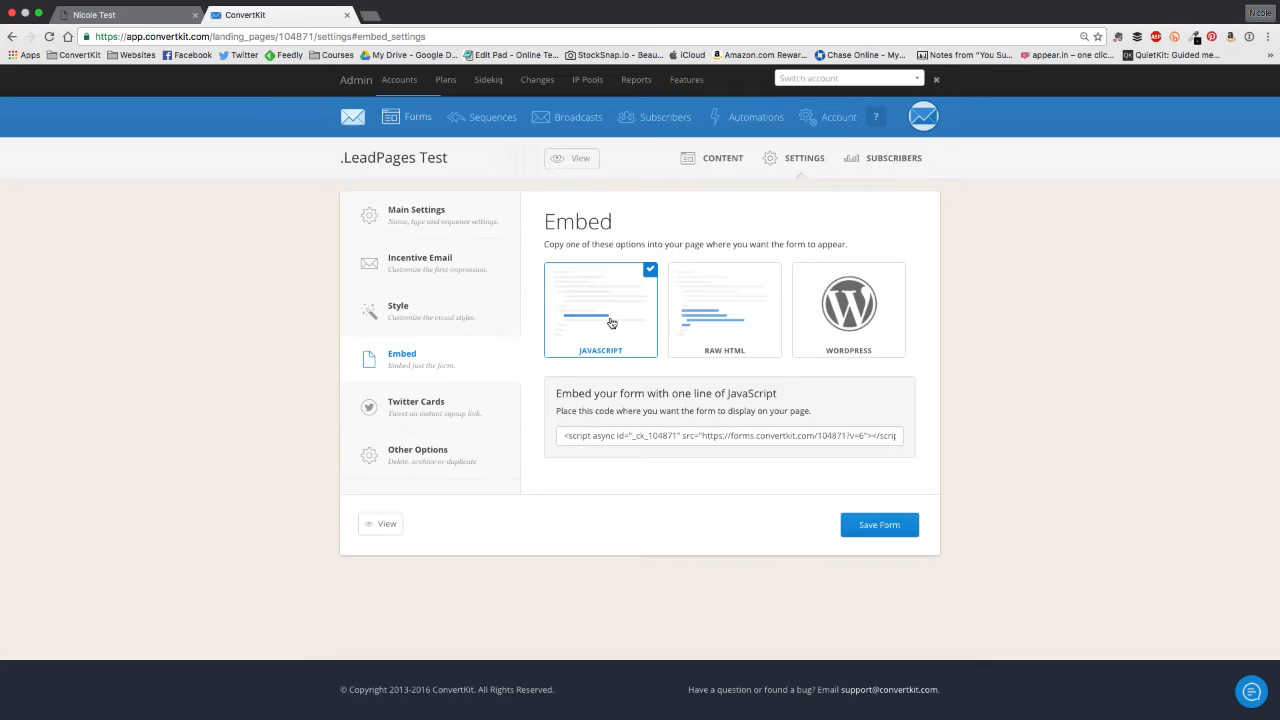 Nicole Test
ConvertKit
Nicole
https://app.convertkit.com/landing_pages/104871/settings#embed_settings
Apps ConvertKit Websites Facebook Twitter Feedly Courses My Drive - Google D... Edit Pad - Online Te... StockSnap.io - Beau... iCloud Amazon.com Rewar... Chase Online - My... Notes from "You Su... appear.in – one clic... QuietKit: Guided me... »
Admin Accounts Plans Sidekiq Changes IP Pools Reports Features Switch account
Forms Sequences Broadcasts Subscribers Automations Account ?
.LeadPages Test View CONTENT SETTINGS SUBSCRIBERS
Main Settings
Name, type and sequence settings.
Incentive Email
Customize the first impression.
Style
Customize the visual styles.
Embed
Embed just the form.
Twitter Cards
Tweet an instant signup link.
Other Options
Delete, archive or duplicate
Embed
Copy one of these options into your page where you want the form to appear.
JAVASCRIPT RAW HTML WORDPRESS
Embed your form with one line of JavaScript
Place this code where you want the form to display on your page.
<script async id="_ck_104871" src="https://forms.convertkit.com/104871?v=6"></scrip
View
Save Form
© Copyright 2013-2016 ConvertKit. All Rights Reserved.
Have a question or found a bug? Email support@convertkit.com.